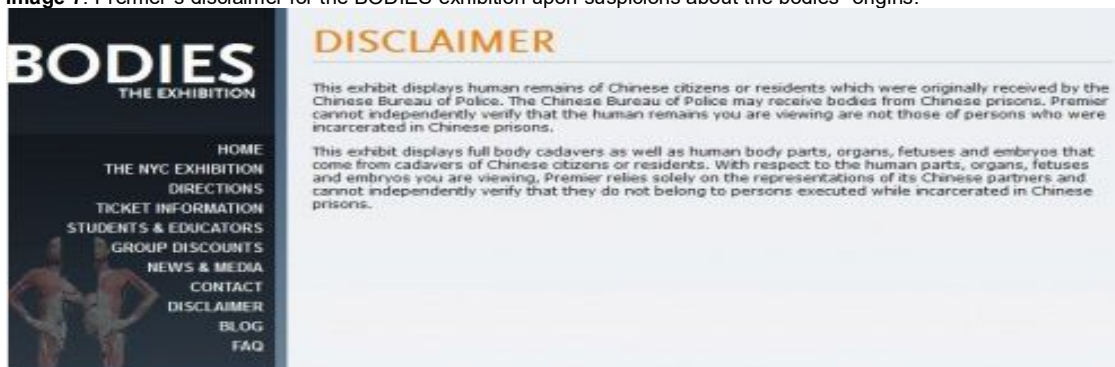 Image 7. Premier's disclaimer for the BODIES exhibition upon suspicions about the bodies' origins.
BODIES
THE EXHIBITION
HOME
THE NYC EXHIBITION
DIRECTIONS
TICKET INFORMATION
STUDENTS & EDUCATORS
GROUP DISCOUNTS
NEWS & MEDIA
CONTACT
DISCLAIMER
BLOG
FAQ
DISCLAIMER
This exhibit displays human remains of Chinese citizens or residents which were originally received by the
Chinese Bureau of Police. The Chinese Bureau of Police may receive bodies from Chinese prisons. Premier
cannot independently verify that the human remains you are viewing are not those of persons who were
incarcerated in Chinese prisons.
This exhibit displays full body cadavers as well as human body parts, organs, fetuses and embryos that
come from cadavers of Chinese citizens or residents. With respect to the human parts, organs, fetuses
and embryos you are viewing, Premier relies solely on the representations of its Chinese partners and
cannot independently verify that they do not belong to persons executed while incarcerated in Chinese
prisons.